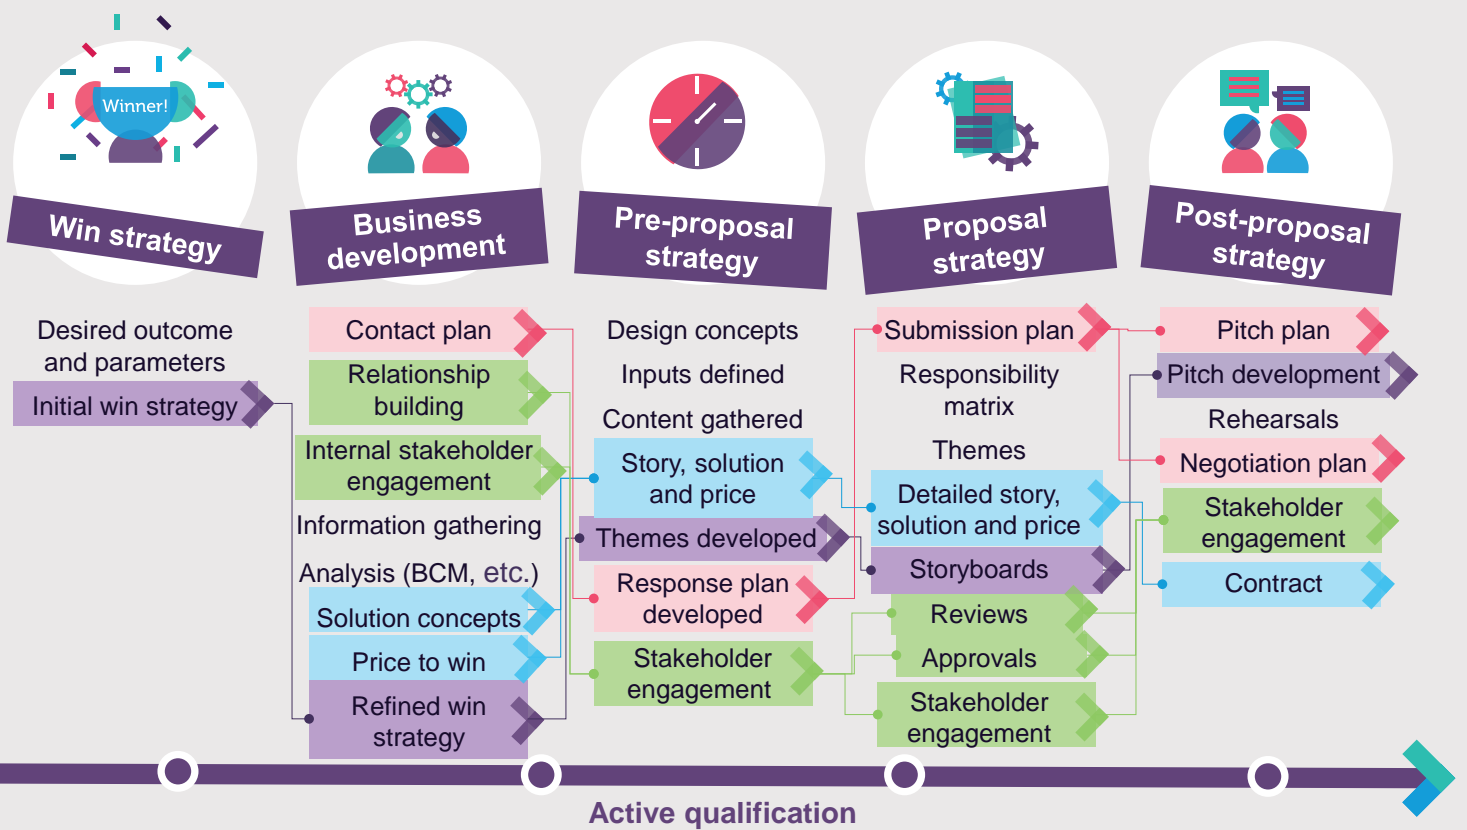 Winner!
Win strategy
Business
development
Pre-proposal
strategy
Proposal
strategy
Post-proposal
strategy
Desired outcome
and parameters
Initial win strategy
Contact plan
Relationship
building
Internal stakeholder
engagement
Information gathering
Analysis (BCM, etc.)
Solution concepts
Price to win
Refined win
strategy
Design concepts
Inputs defined
Content gathered
Story, solution
and price
Themes developed
Response plan
developed
Stakeholder
engagement
Submission plan
Responsibility
matrix
Themes
Detailed story,
solution and price
Storyboards
Reviews
Approvals
Stakeholder
engagement
Pitch plan
Pitch development
Rehearsals
Negotiation plan
Stakeholder
engagement
Contract
Active qualification